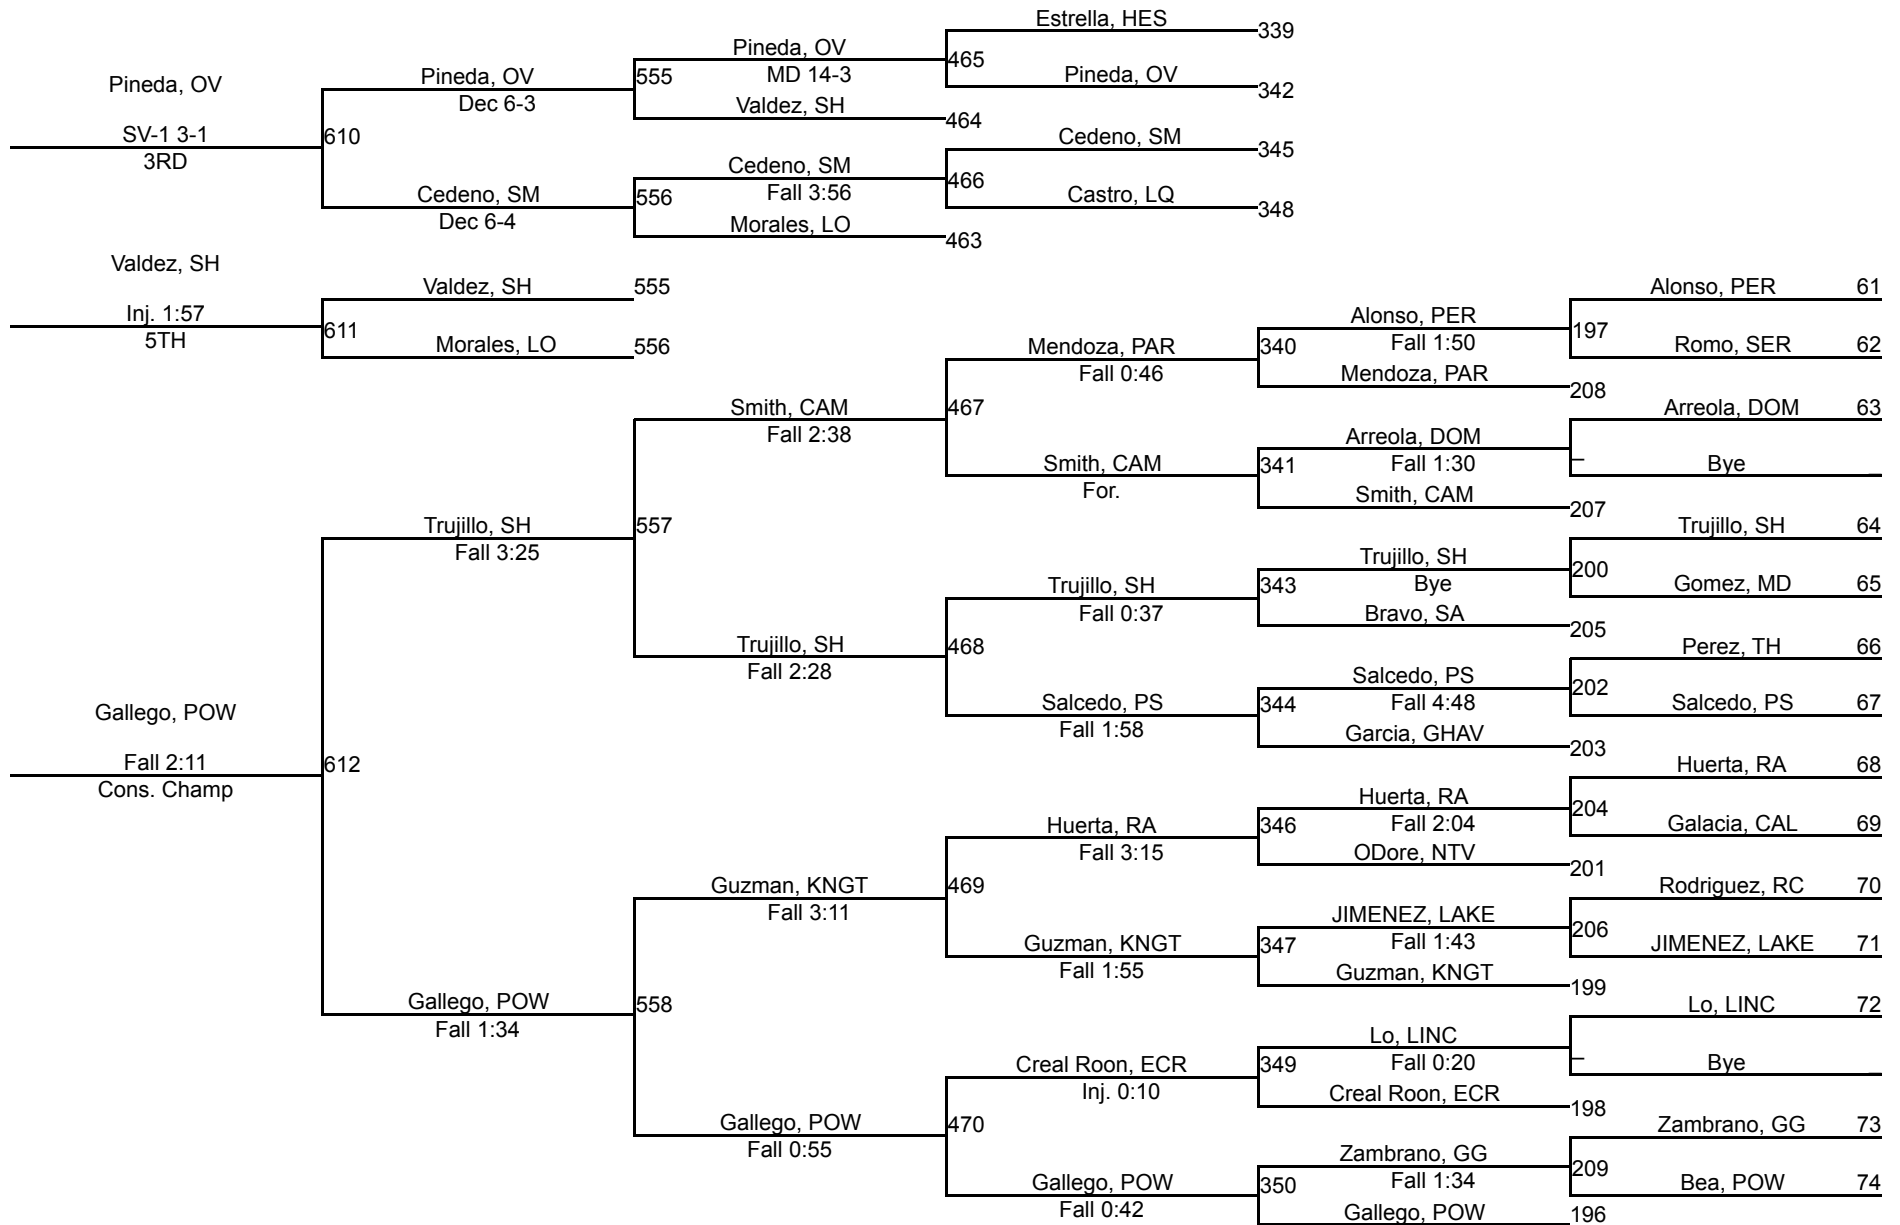 Estrella, HES
339
Pineda, OV
465
MD 14-3
Pineda, OV
342
Pineda, OV
555
Dec 6-3
Valdez, SH
464
Pineda, OV
SV-1 3-1
610
3RD
Cedeno, SM
345
Cedeno, SM
466
Fall 3:56
Castro, LQ
348
Cedeno, SM
556
Dec 6-4
Morales, LO
463
Valdez, SH
Inj. 1:57
611
5TH
Valdez, SH
555
Morales, LO
556
Alonso, PER
61
Alonso, PER
197
Fall 1:50
Romo, SER
62
Mendoza, PAR
340
Fall 0:46
Mendoza, PAR
208
Smith, CAM
467
Fall 2:38
Arreola, DOM
63
Arreola, DOM
_
Fall 1:30
Bye
_
Smith, CAM
341
For.
Smith, CAM
207
Trujillo, SH
557
Fall 3:25
Trujillo, SH
64
Trujillo, SH
200
Bye
Gomez, MD
65
Trujillo, SH
343
Fall 0:37
Bravo, SA
205
Trujillo, SH
468
Fall 2:28
Perez, TH
66
Salcedo, PS
202
Fall 4:48
Salcedo, PS
67
Salcedo, PS
344
Fall 1:58
Garcia, GHAV
203
Gallego, POW
Fall 2:11
612
Cons. Champ
Huerta, RA
68
Huerta, RA
204
Fall 2:04
Galacia, CAL
69
Huerta, RA
346
Fall 3:15
ODore, NTV
201
Guzman, KNGT
469
Fall 3:11
Rodriguez, RC
70
JIMENEZ, LAKE
206
Fall 1:43
JIMENEZ, LAKE
71
Guzman, KNGT
347
Fall 1:55
Guzman, KNGT
199
Gallego, POW
558
Fall 1:34
Lo, LINC
72
Lo, LINC
_
Fall 0:20
Bye
_
Creal Roon, ECR
349
Inj. 0:10
Creal Roon, ECR
198
Gallego, POW
470
Fall 0:55
Zambrano, GG
73
Zambrano, GG
209
Fall 1:34
Bea, POW
74
Gallego, POW
350
Fall 0:42
Gallego, POW
196